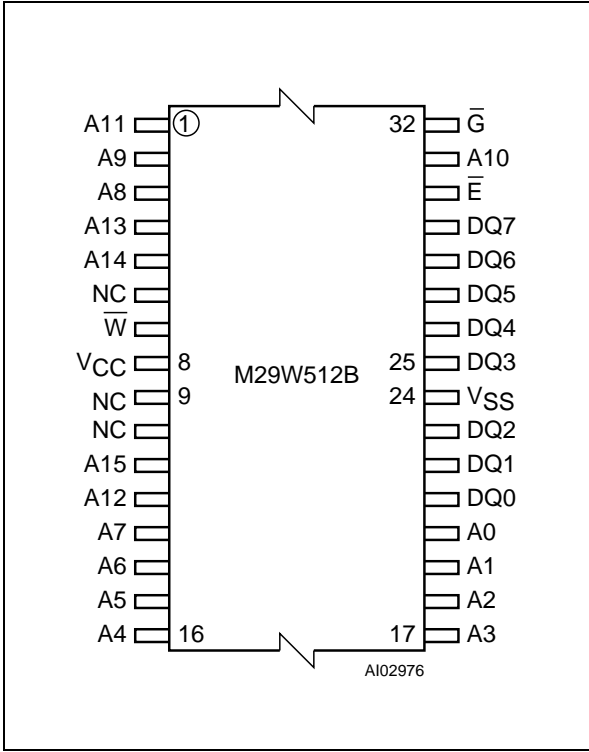 A11 1 32 G̅
A9 A10
A8 E̅
A13 DQ7
A14 DQ6
NC DQ5
W̅ DQ4
VCC 8 25 DQ3
M29W512B
NC 9 24 VSS
NC DQ2
A15 DQ1
A12 DQ0
A7 A0
A6 A1
A5 A2
A4 16 17 A3
AI02976